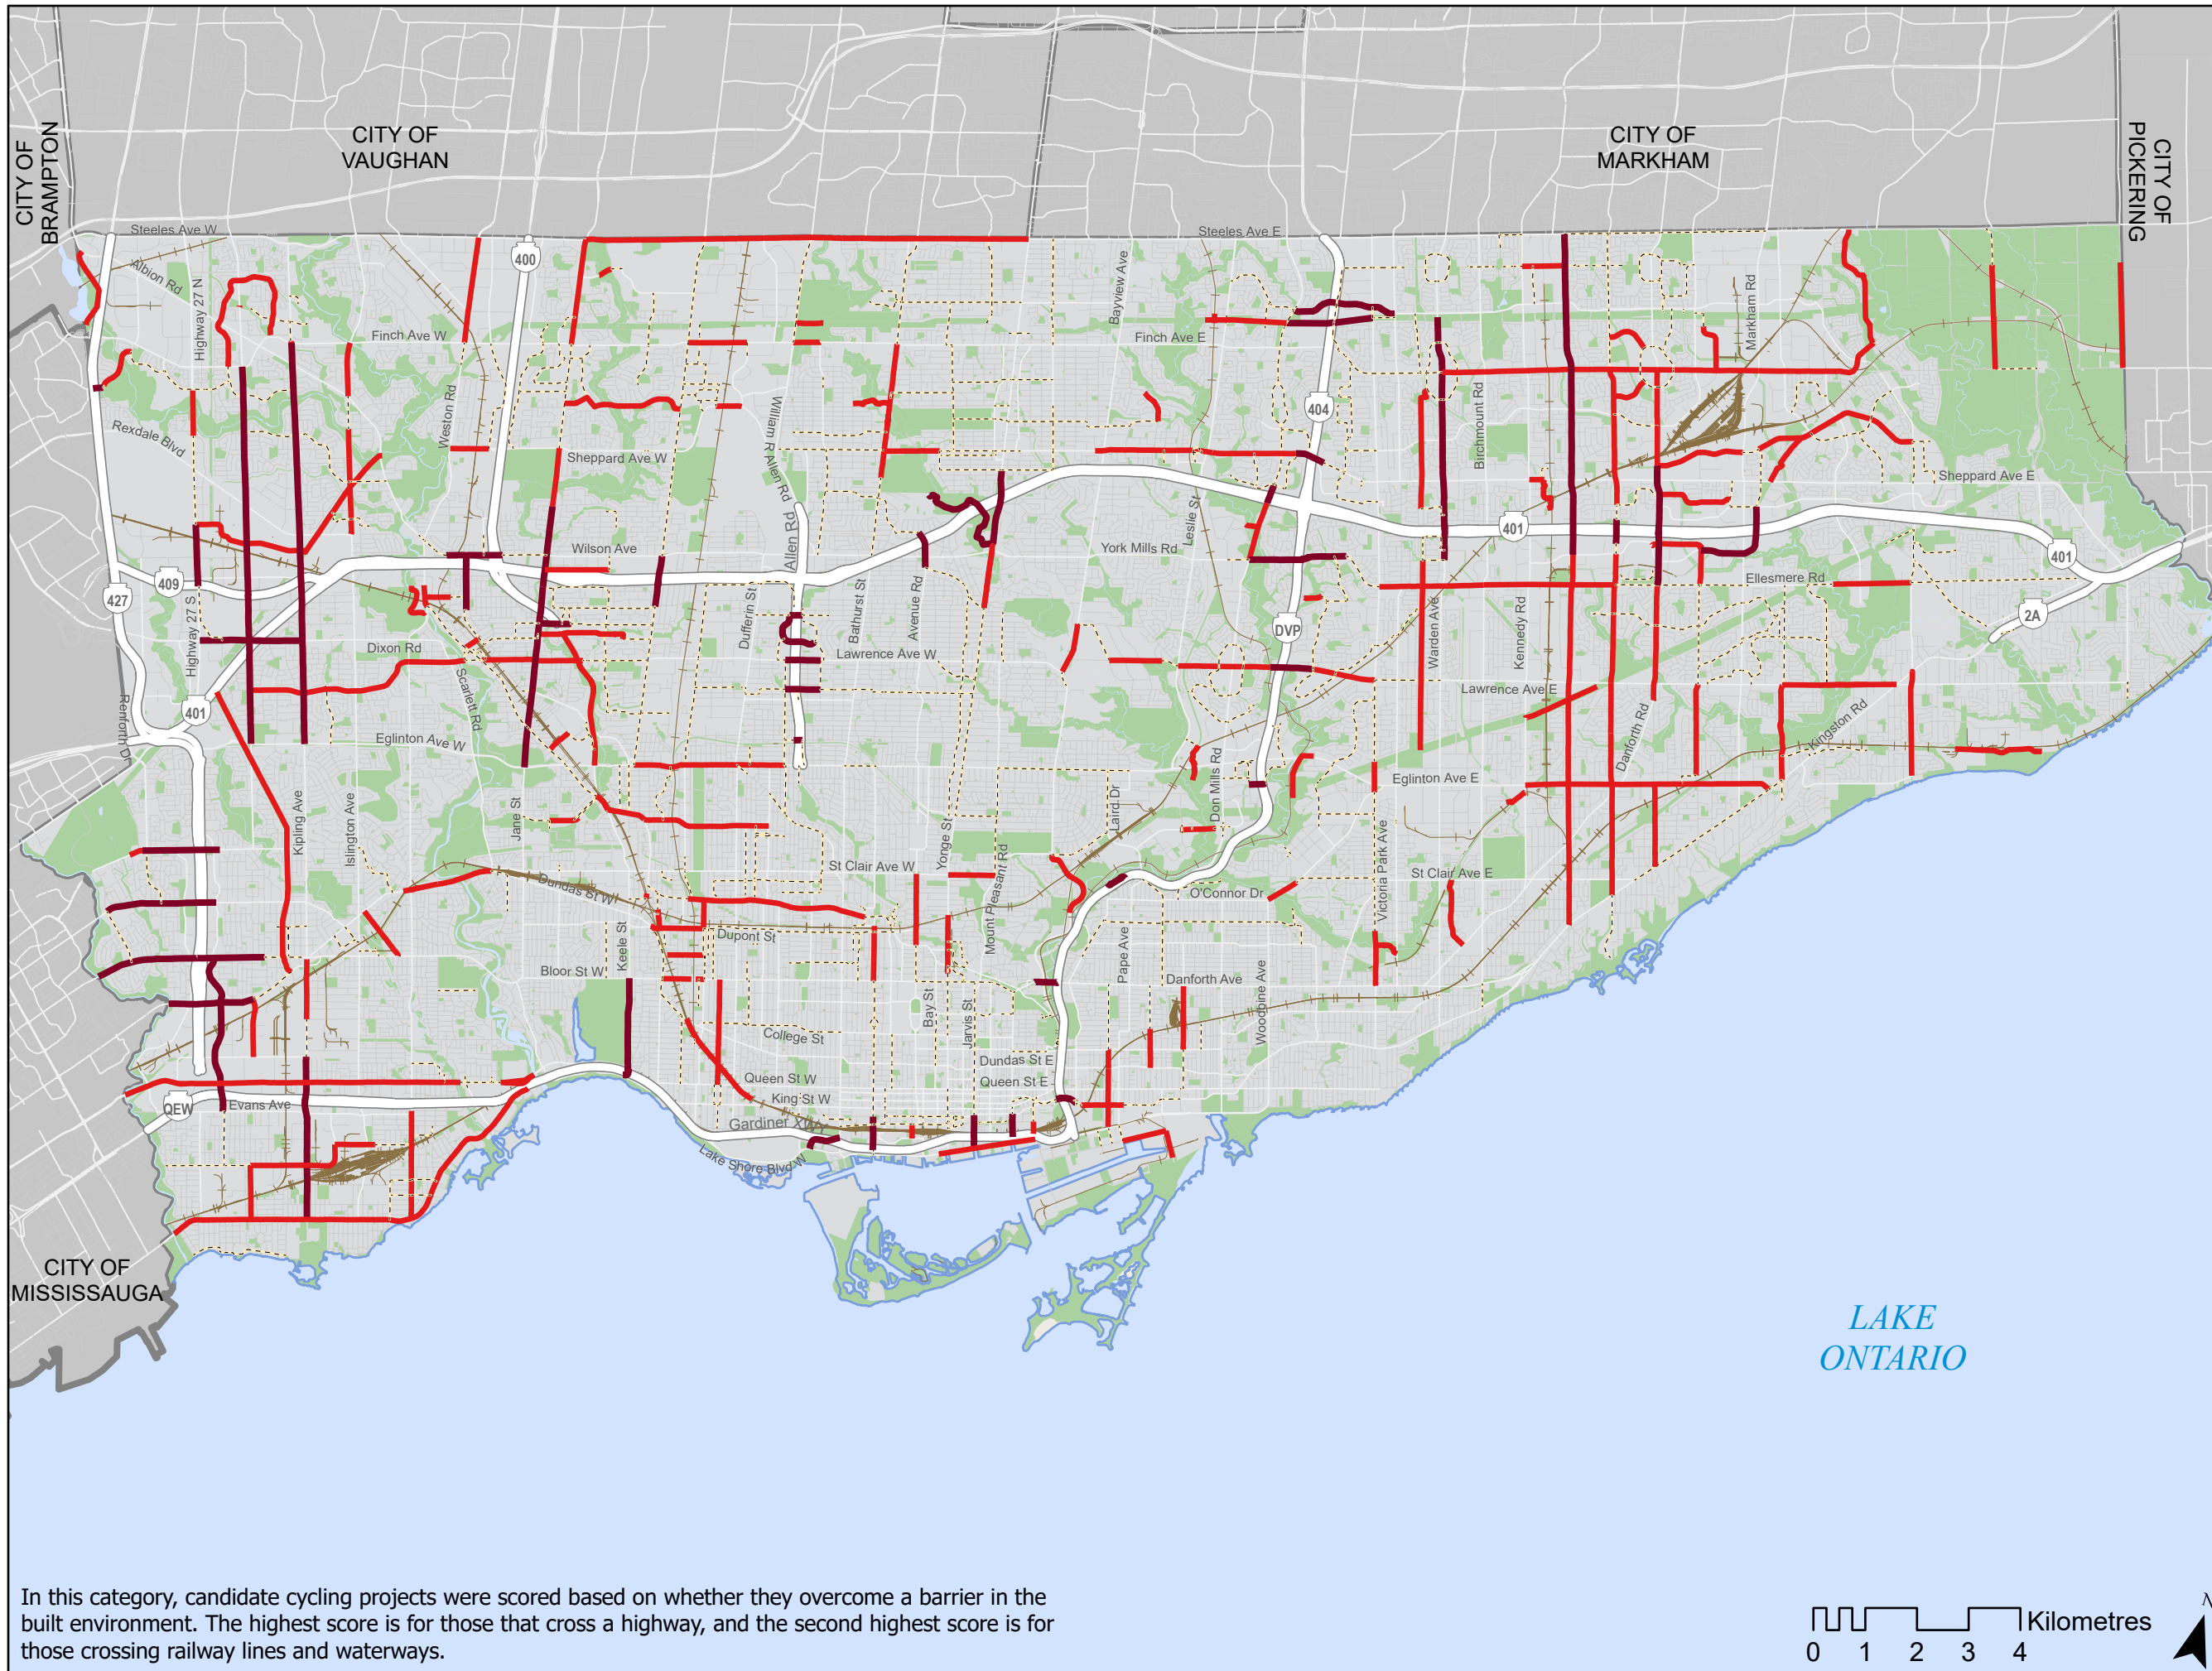 CITY OF
BRAMPTON
CITY OF
VAUGHAN
CITY OF
MARKHAM
CITY OF
PICKERING
Steeles Ave W
Steeles Ave E
Albion Rd
Highway 27 N
400
Bayview Ave
Markham Rd
Finch Ave W
Finch Ave E
Weston Rd
William R Allen Rd
404
Birchmount Rd
Rexdale Blvd
Sheppard Ave W
Sheppard Ave E
Leslie St
Allen Rd
401
Wilson Ave
York Mills Rd
401
409
427
Ellesmere Rd
Highway 27 S
Dufferin St
Bathurst St
Avenue Rd
Warden Ave
Kennedy Rd
2A
DVP
Dixon Rd
Lawrence Ave W
Scarlett Rd
Lawrence Ave E
Renforth Dr
401
Danforth Rd
Kingston Rd
Eglinton Ave W
Don Mills Rd
Eglinton Ave E
Kipling Ave
Islington Ave
Jane St
Laird Dr
Yonge St
Mount Pleasant Rd
Victoria Park Ave
St Clair Ave W
St Clair Ave E
Dundas St W
O'Connor Dr
Keele St
Dupont St
Pape Ave
Bloor St W
Danforth Ave
Woodbine Ave
Bay St
Jarvis St
College St
Dundas St E
Queen St W
Queen St E
King St W
QEW
Evans Ave
Gardiner XWY
Lake Shore Blvd W
CITY OF
MISSISSAUGA
LAKE
ONTARIO
In this category, candidate cycling projects were scored based on whether they overcome a barrier in the
built environment. The highest score is for those that cross a highway, and the second highest score is for
those crossing railway lines and waterways.
N
Kilometres
0 1 2 3 4